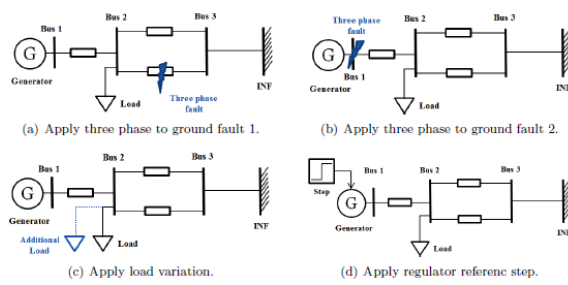 Bus 1
Bus 2
Bus 3
G
Generator
Load
Three phase
fault
INF
(a) Apply three phase to ground fault 1.
Three phase
fault
Bus 2
Bus 3
G
Bus 1
Generator
Load
INF
(b) Apply three phase to ground fault 2.
Bus 1
Bus 2
Bus 3
G
Generator
Additional
Load
Load
INF
(c) Apply load variation.
Bus 1
Bus 2
Bus 3
Step
G
Generator
Load
(d) Apply regulator referenc step.